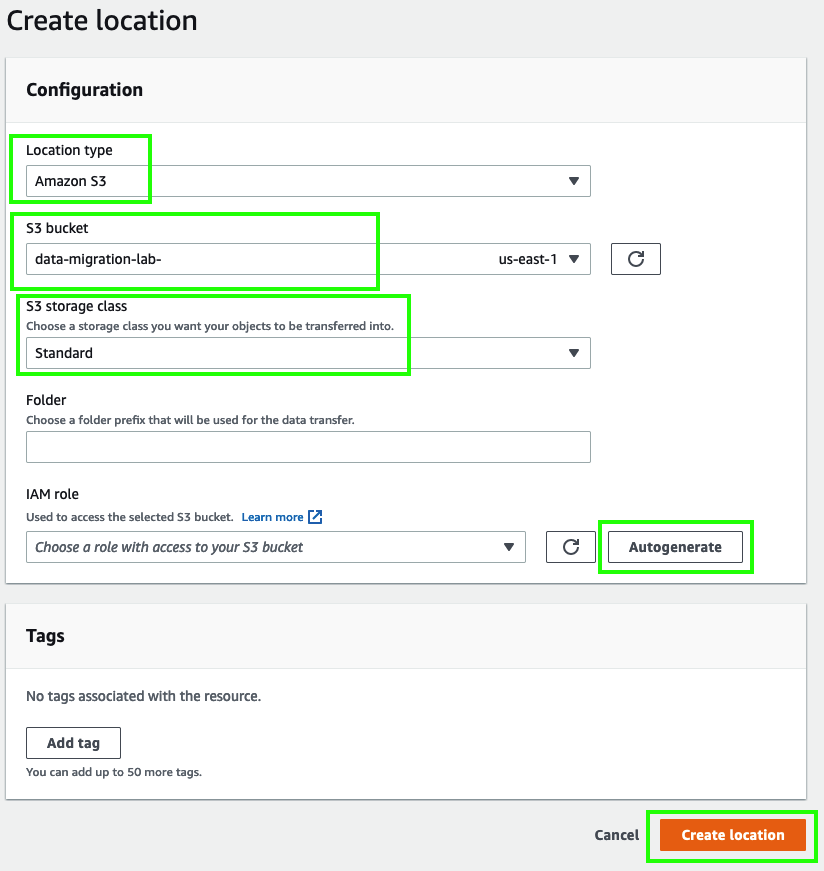 Create location
Configuration
Location type
Amazon S3
S3 bucket
data-migration-lab- us-east-1
S3 storage class
Choose a storage class you want your objects to be transferred into.
Standard
Folder
Choose a folder prefix that will be used for the data transfer.
IAM role
Used to access the selected S3 bucket. Learn more
Choose a role with access to your S3 bucket Autogenerate
Tags
No tags associated with the resource.
Add tag
You can add up to 50 more tags.
Cancel Create location